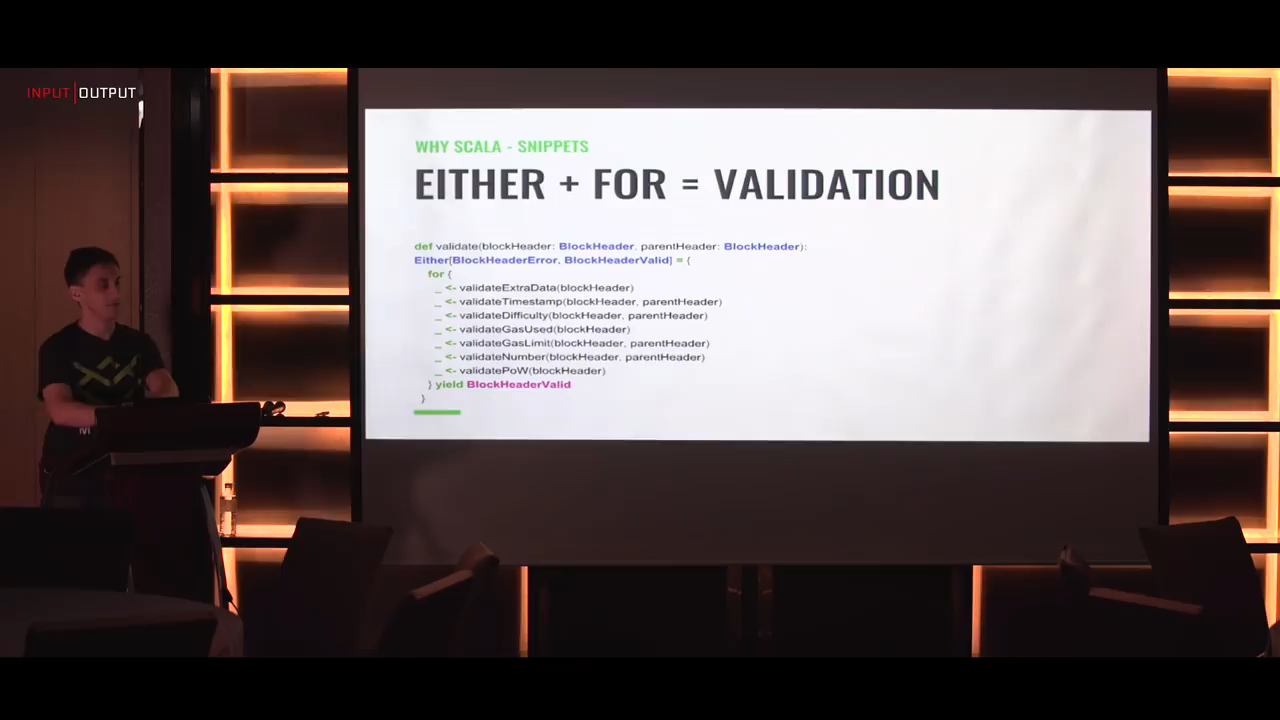 INPUT|OUTPUT
WHY SCALA - SNIPPETS
EITHER + FOR = VALIDATION
def validate(blockHeader: BlockHeader, parentHeader: BlockHeader):
Either[BlockHeaderError, BlockHeaderValid] = {
for {
_ <- validateExtraData(blockHeader)
_ <- validateTimestamp(blockHeader, parentHeader)
_ <- validateDifficulty(blockHeader, parentHeader)
_ <- validateGasUsed(blockHeader)
_ <- validateGasLimit(blockHeader, parentHeader)
_ <- validateNumber(blockHeader, parentHeader)
_ <- validatePoW(blockHeader)
} yield BlockHeaderValid
}